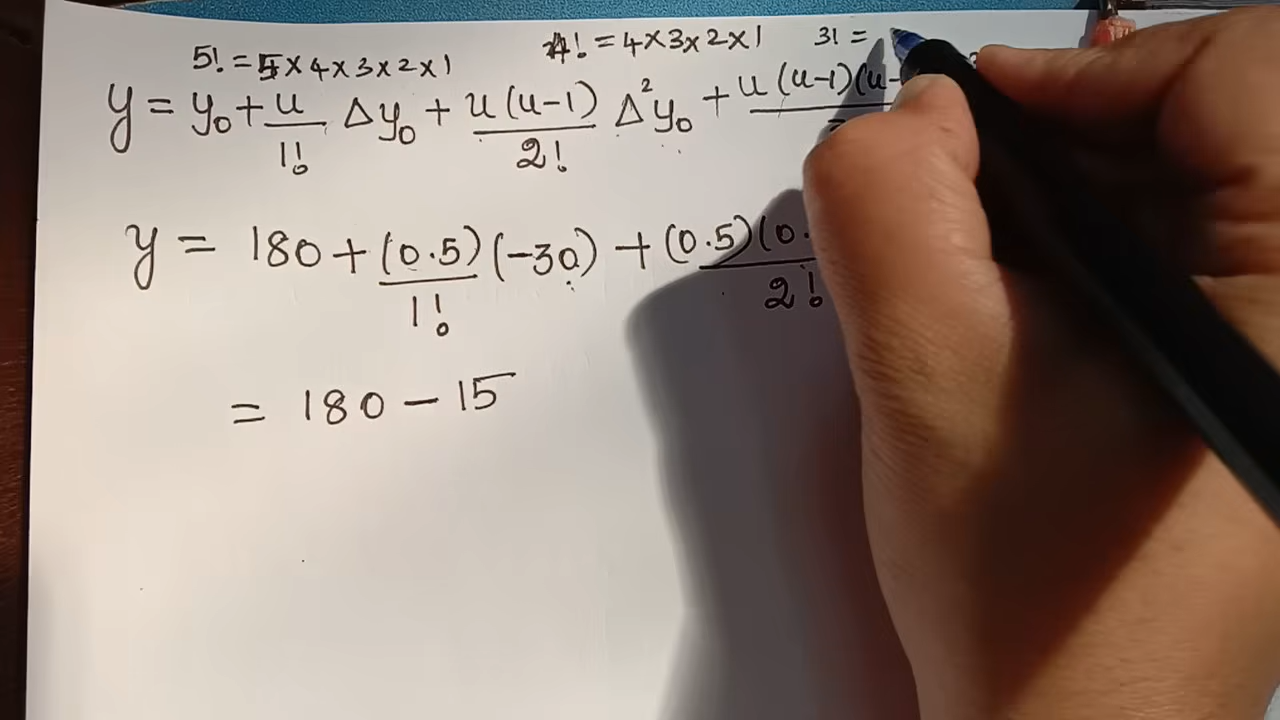 5! = 5×4×3×2×1 4! = 4×3×2×1 3! =
y = y₀ + u/1! Δy₀ + u(u-1)/2! Δ²y₀ + u(u-1)(u-
y = 180 + (0.5)/1! (-30) + (0.5)(0. /2!
= 180 - 15